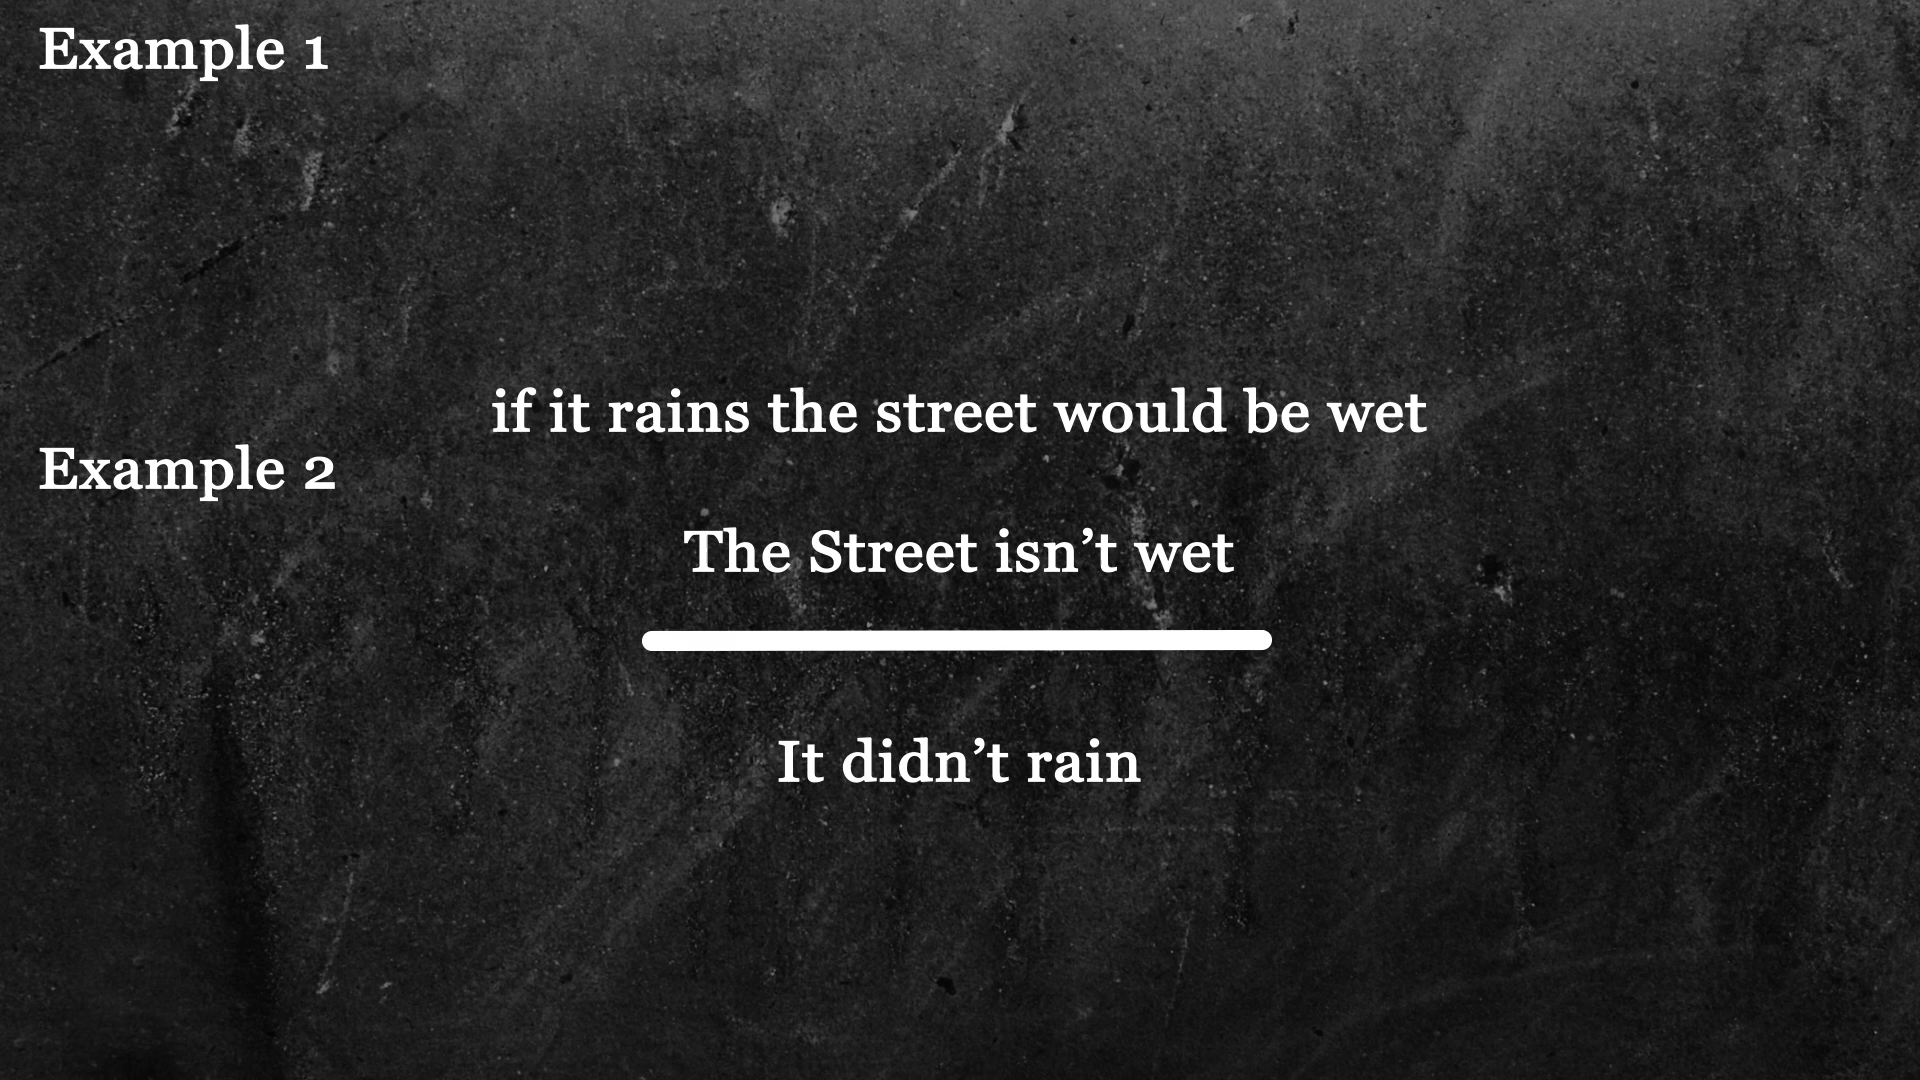 Example 1
if it rains the street would be wet
Example 2
The Street isn’t wet
It didn’t rain